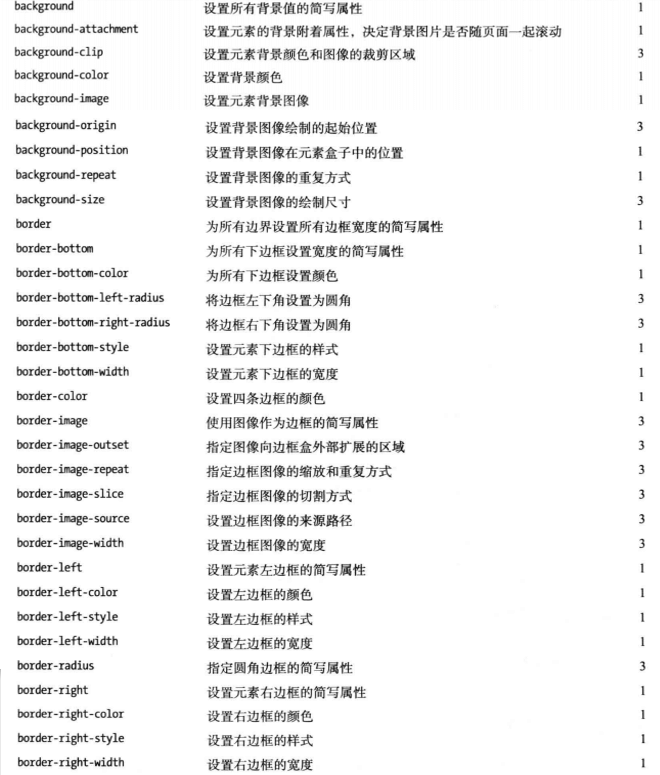 background 设置所有背景值的简写属性 1
background-attachment 设置元素的背景附着属性，决定背景图片是否随页面一起滚动 1
background-clip 设置元素背景颜色和图像的裁剪区域 3
background-color 设置背景颜色 1
background-image 设置元素背景图像 1
background-origin 设置背景图像绘制的起始位置 3
background-position 设置背景图像在元素盒子中的位置 1
background-repeat 设置背景图像的重复方式 1
background-size 设置背景图像的绘制尺寸 3
border 为所有边界设置所有边框宽度的简写属性 1
border-bottom 为所有下边框设置宽度的简写属性 1
border-bottom-color 为所有下边框设置颜色 1
border-bottom-left-radius 将边框左下角设置为圆角 3
border-bottom-right-radius 将边框右下角设置为圆角 3
border-bottom-style 设置元素下边框的样式 1
border-bottom-width 设置元素下边框的宽度 1
border-color 设置四条边框的颜色 1
border-image 使用图像作为边框的简写属性 3
border-image-outset 指定图像向边框盒外部扩展的区域 3
border-image-repeat 指定边框图像的缩放和重复方式 3
border-image-slice 指定边框图像的切割方式 3
border-image-source 设置边框图像的来源路径 3
border-image-width 设置边框图像的宽度 3
border-left 设置元素左边框的简写属性 1
border-left-color 设置左边框的颜色 1
border-left-style 设置左边框的样式 1
border-left-width 设置左边框的宽度 1
border-radius 指定圆角边框的简写属性 3
border-right 设置元素右边框的简写属性 1
border-right-color 设置右边框的颜色 1
border-right-style 设置右边框的样式 1
border-right-width 设置右边框的宽度 1